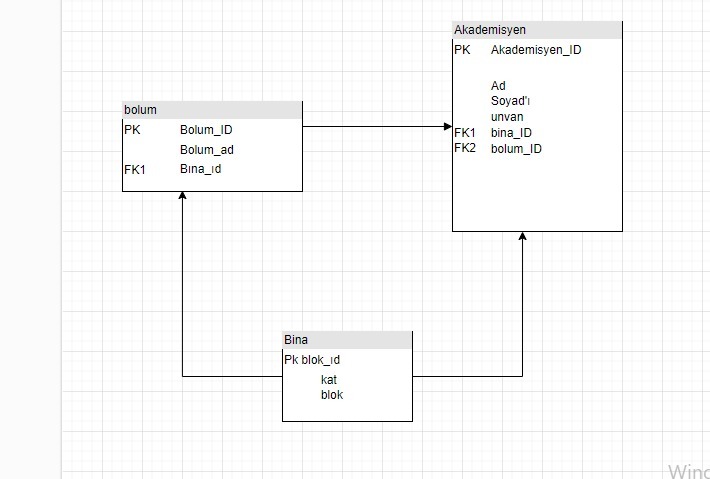 Akademisyen
PK Akademisyen_ID
Ad
Soyad'ı
unvan
FK1 bina_ID
FK2 bolum_ID
bolum
PK Bolum_ID
Bolum_ad
FK1 Bına_ıd
Bina
Pk blok_ıd
kat
blok